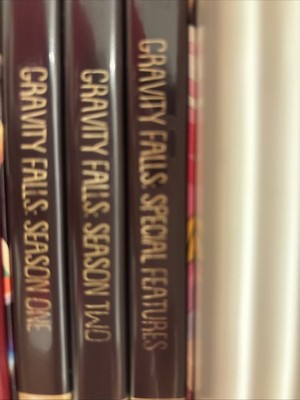 GRAVITY FALLS: SEASON ONE
GRAVITY FALLS: SEASON TWO
GRAVITY FALLS: SPECIAL FEATURES